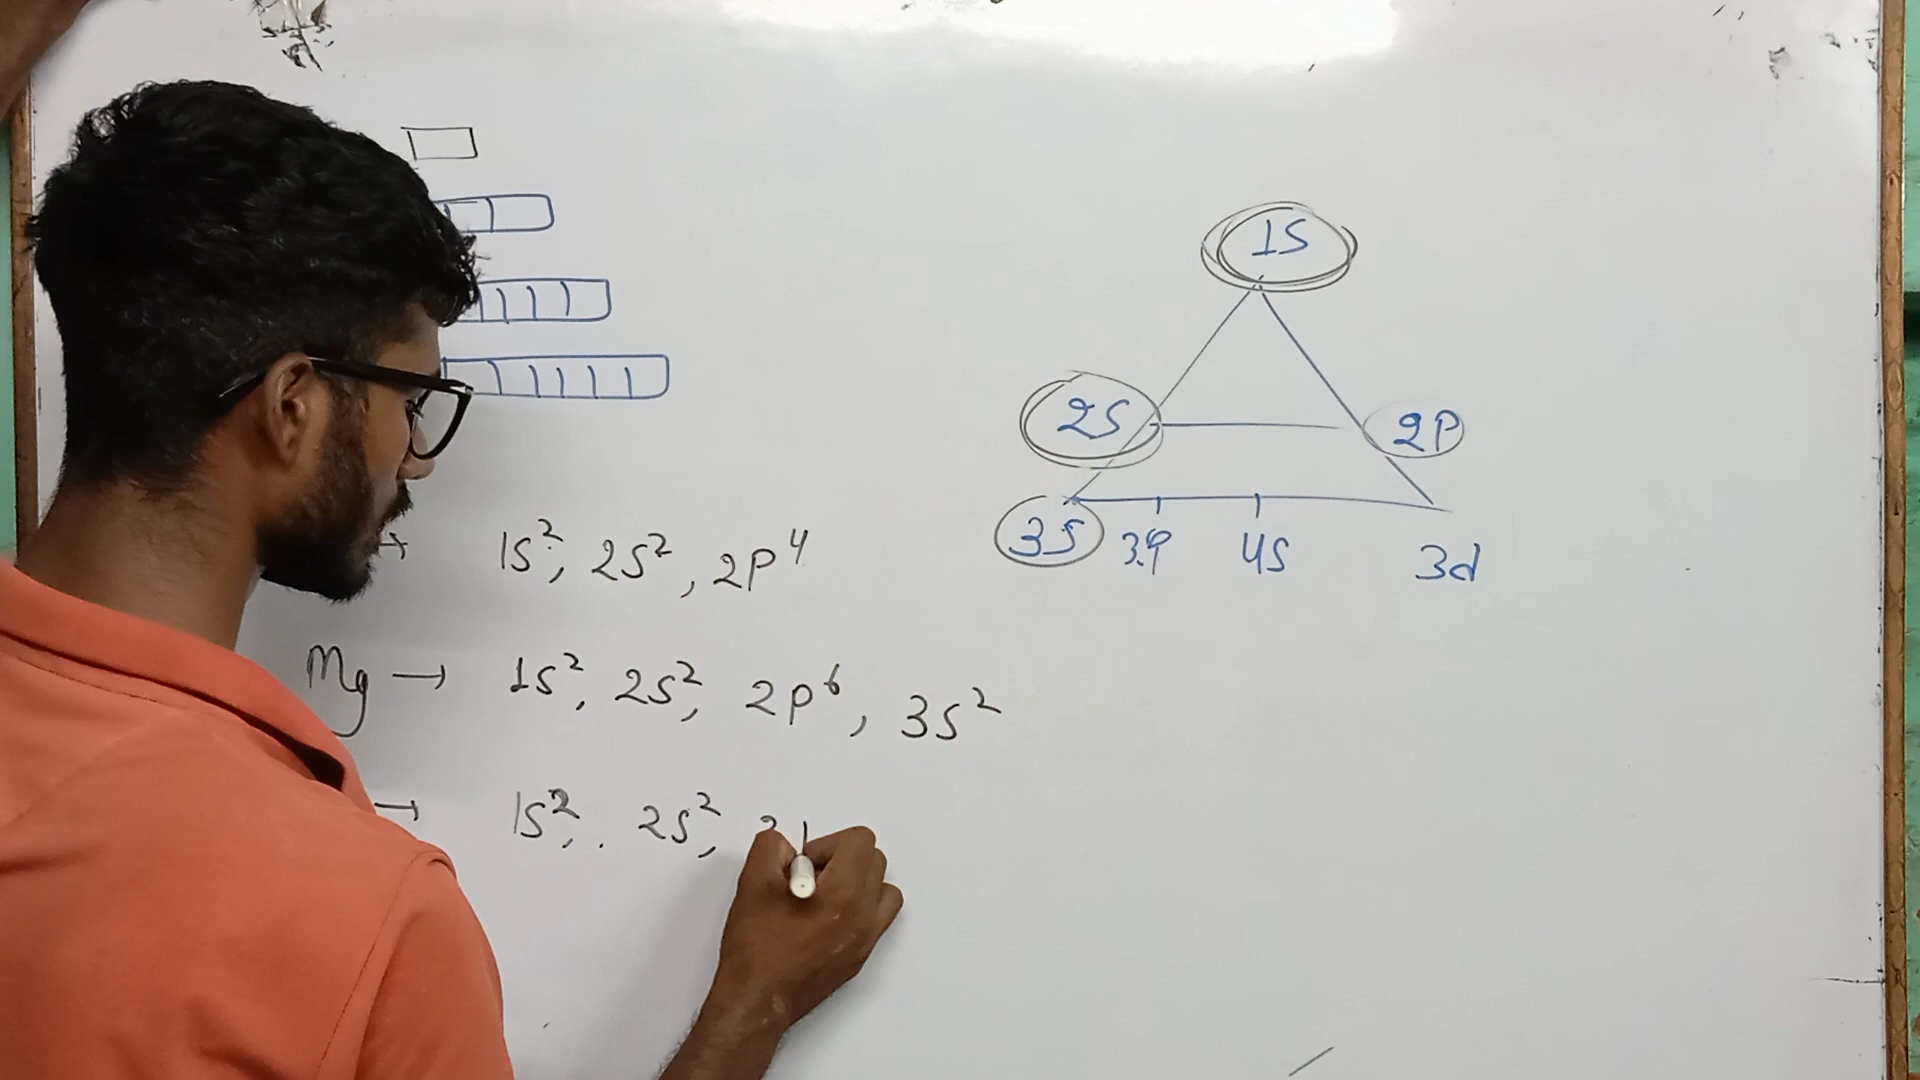 1S
2S 2P
3S 3P 4S 3d
→ 1S², 2S², 2P⁴
Mg → 1S², 2S², 2P⁶, 3S²
→ 1S², . 2S²,